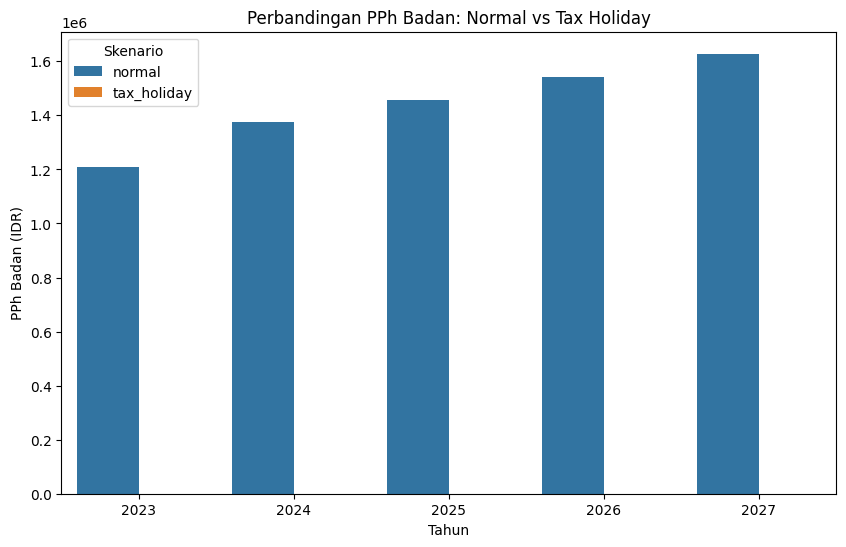 Perbandingan PPh Badan: Normal vs Tax Holiday
1e6
Skenario
normal
tax_holiday
PPh Badan (IDR)
1.6
1.4
1.2
1.0
0.8
0.6
0.4
0.2
0.0
2023 2024 2025 2026 2027
Tahun